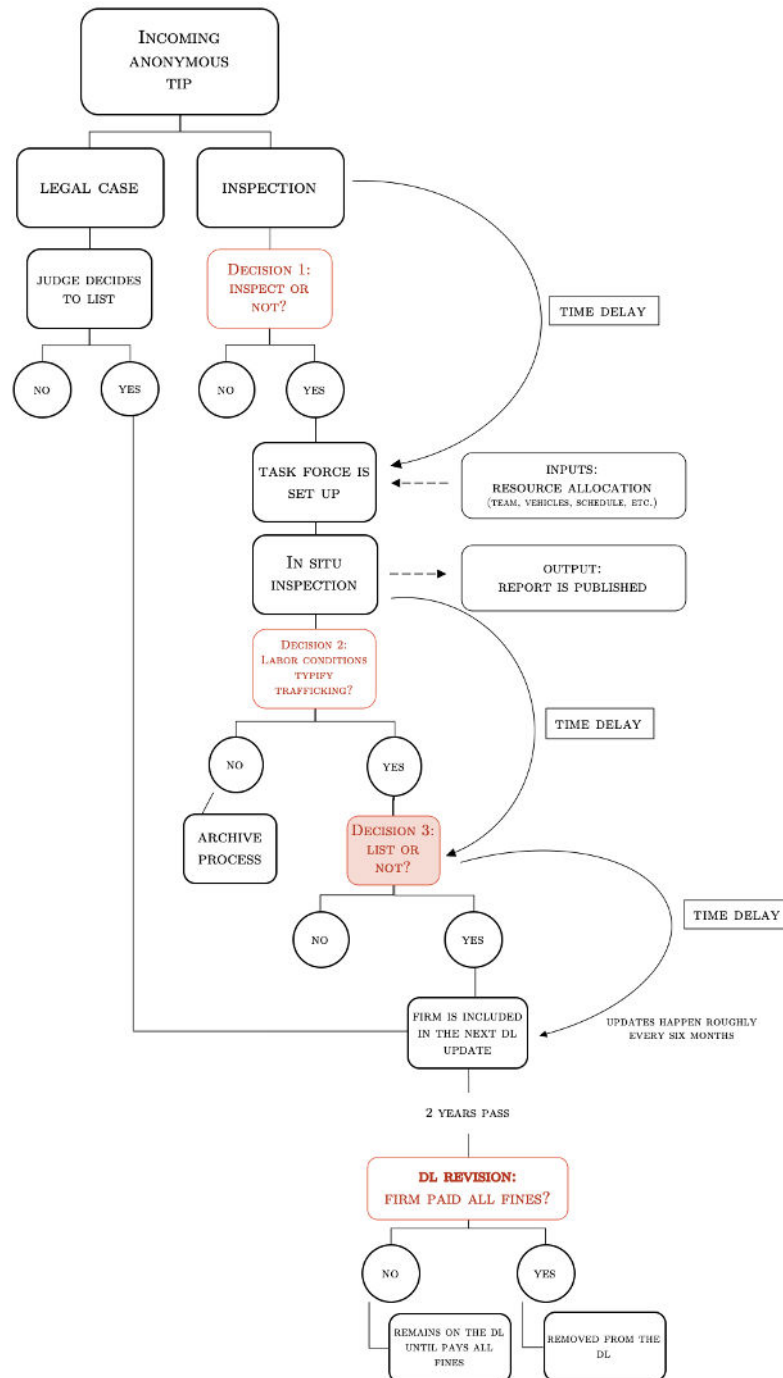 INCOMING
ANONYMOUS
TIP
LEGAL CASE
INSPECTION
JUDGE DECIDES
TO LIST
DECISION 1:
INSPECT OR
NOT?
TIME DELAY
NO
YES
NO
YES
TASK FORCE IS
SET UP
INPUTS:
RESOURCE ALLOCATION
(TEAM, VEHICLES, SCHEDULE, ETC.)
IN SITU
INSPECTION
OUTPUT:
REPORT IS PUBLISHED
DECISION 2:
LABOR CONDITIONS
TYPIFY
TRAFFICKING?
TIME DELAY
NO
YES
ARCHIVE
PROCESS
DECISION 3:
LIST OR
NOT?
TIME DELAY
NO
YES
FIRM IS INCLUDED
IN THE NEXT DL
UPDATE
UPDATES HAPPEN ROUGHLY
EVERY SIX MONTHS
2 YEARS PASS
DL REVISION:
FIRM PAID ALL FINES?
NO
YES
REMAINS ON THE DL
UNTIL PAYS ALL
FINES
REMOVED FROM THE
DL